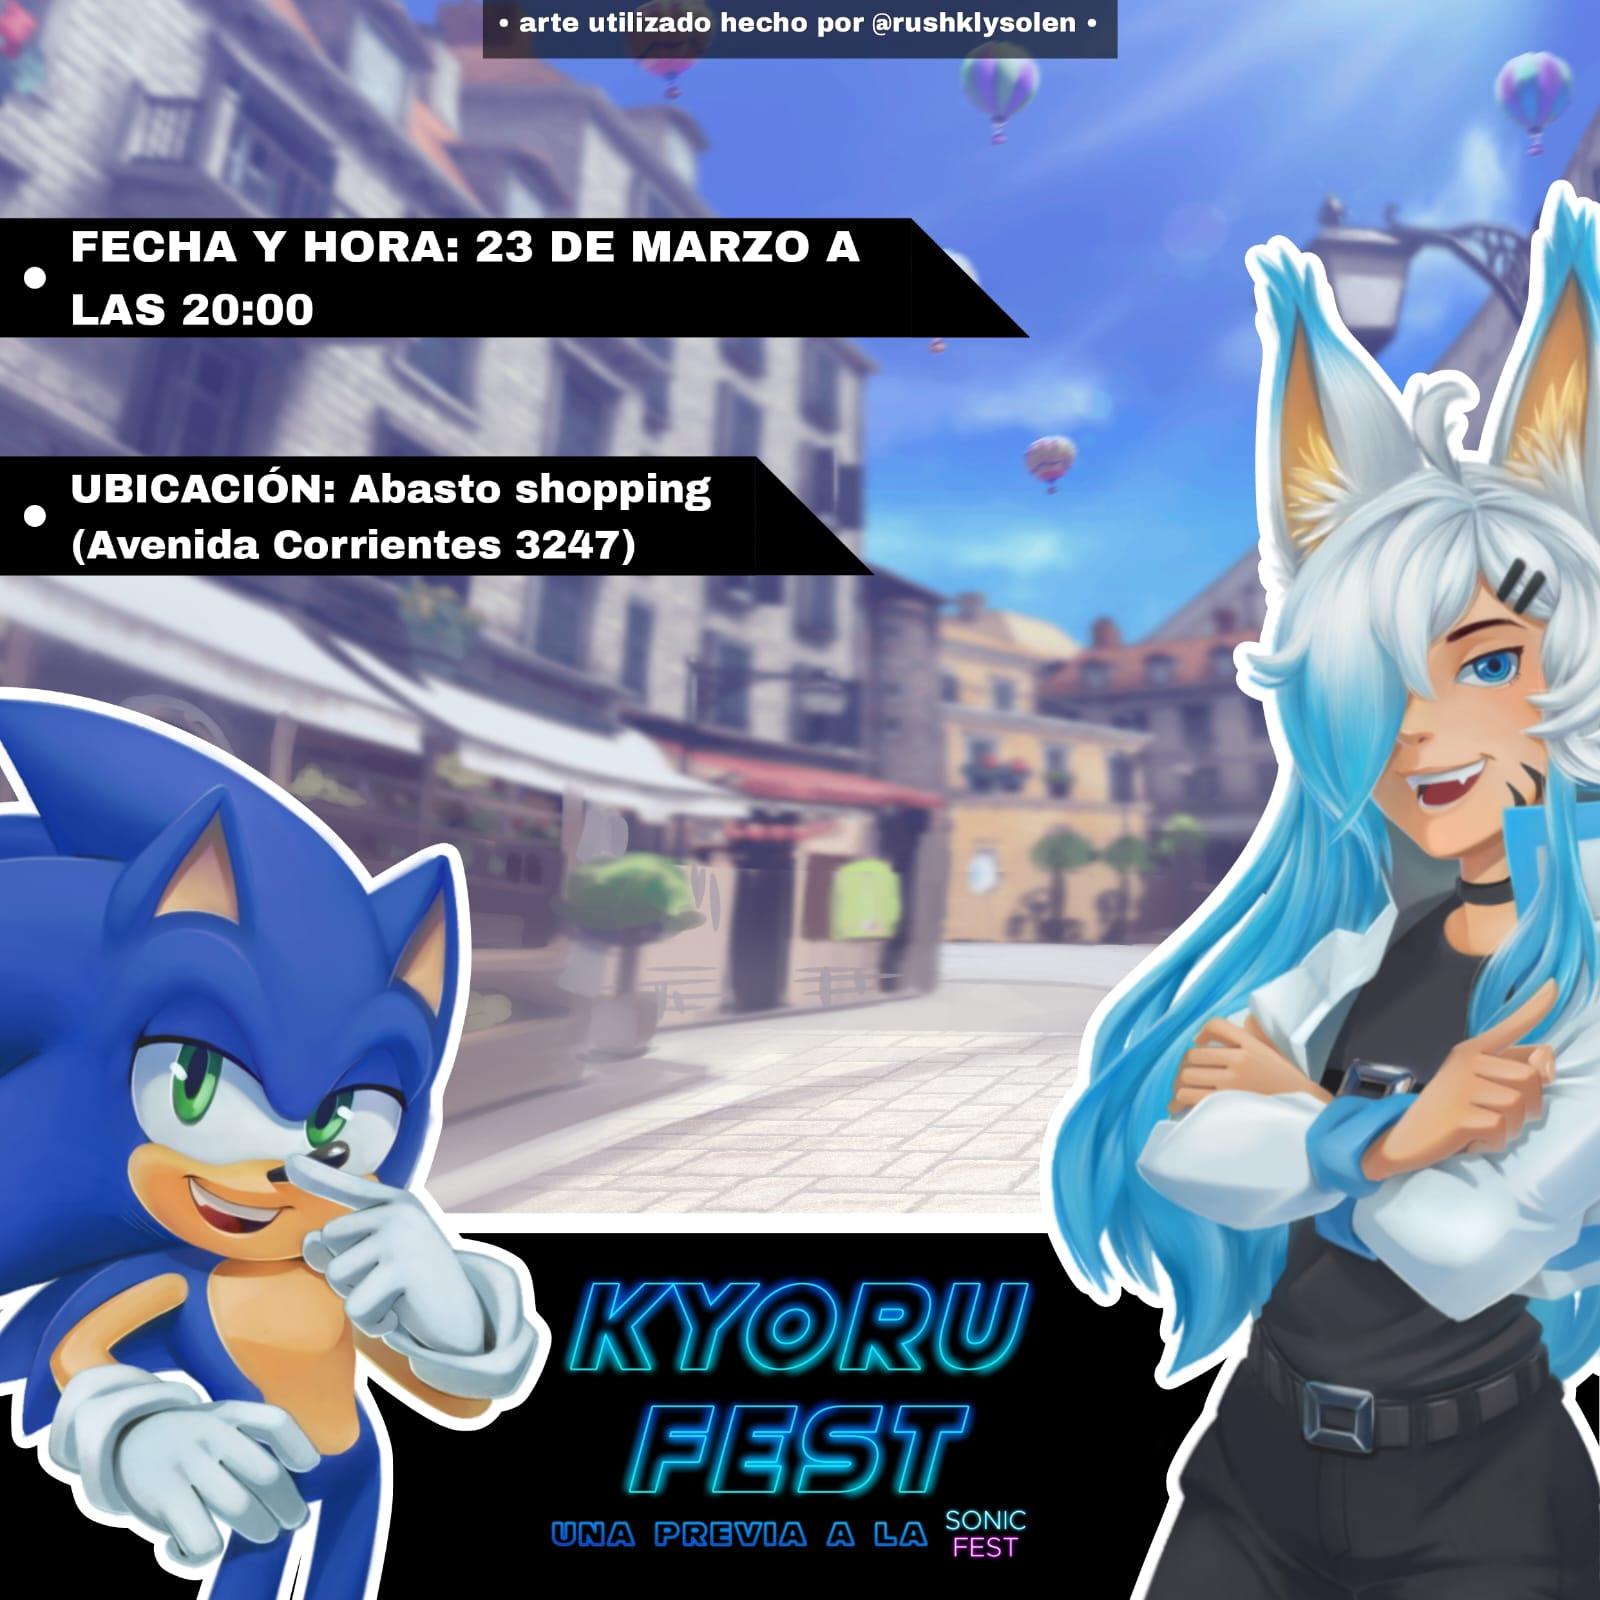 • arte utilizado hecho por @rushklysolen •
• FECHA Y HORA: 23 DE MARZO A
LAS 20:00
• UBICACIÓN: Abasto shopping
(Avenida Corrientes 3247)
KYORU
FEST
UNA PREVIA A LA SONIC
FEST